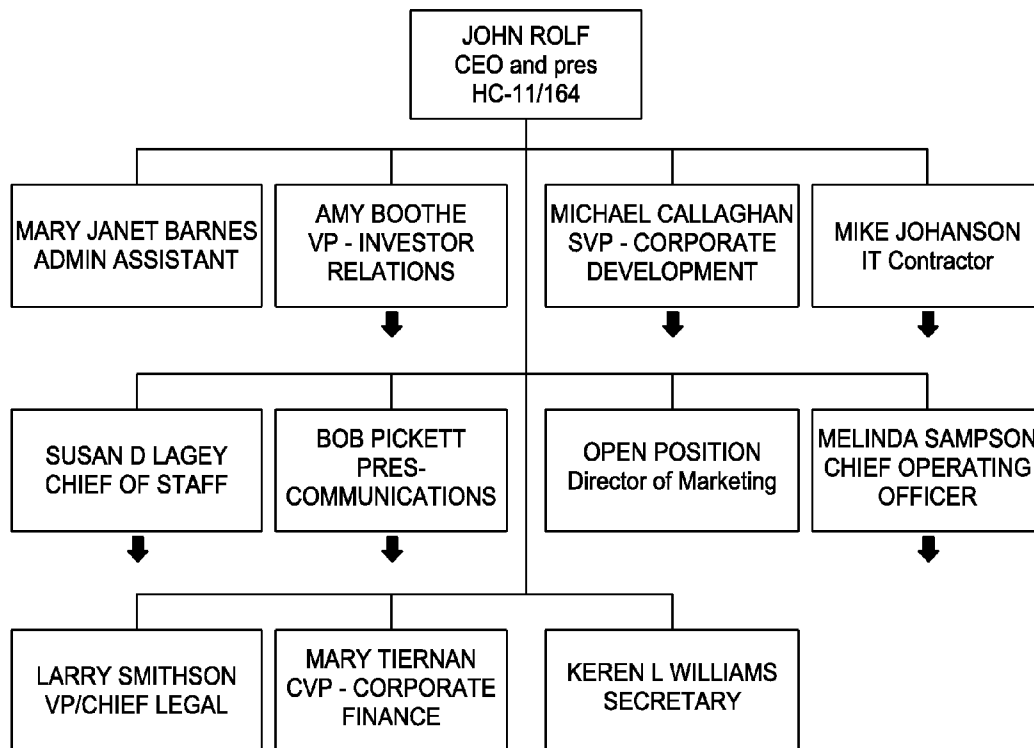 JOHN ROLF
CEO and pres
HC-11/164
MARY JANET BARNES
ADMIN ASSISTANT
AMY BOOTHE
VP - INVESTOR
RELATIONS
MICHAEL CALLAGHAN
SVP - CORPORATE
DEVELOPMENT
MIKE JOHANSON
IT Contractor
SUSAN D LAGEY
CHIEF OF STAFF
BOB PICKETT
PRES-
COMMUNICATIONS
OPEN POSITION
Director of Marketing
MELINDA SAMPSON
CHIEF OPERATING
OFFICER
LARRY SMITHSON
VP/CHIEF LEGAL
MARY TIERNAN
CVP - CORPORATE
FINANCE
KEREN L WILLIAMS
SECRETARY